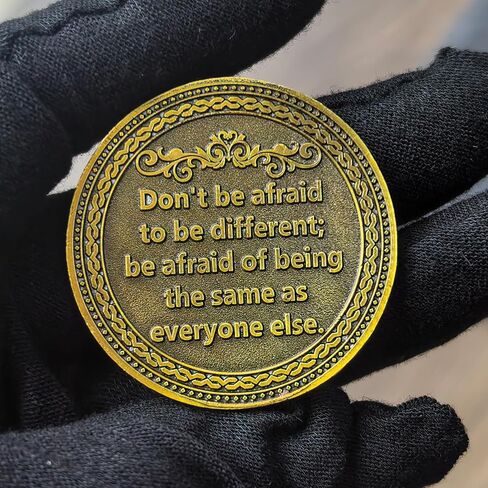 Don't be afraid
to be different;
be afraid of being
the same as
everyone else.